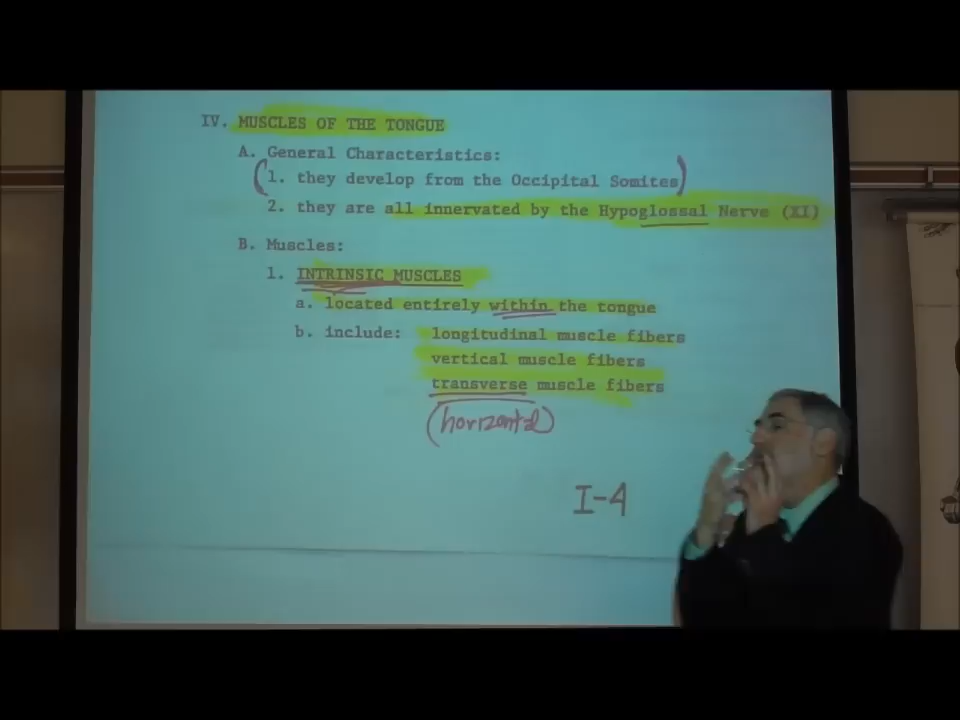 IV. MUSCLES OF THE TONGUE
A. General Characteristics:
(1. they develop from the Occipital Somites)
2. they are all innervated by the Hypoglossal Nerve (XI)
B. Muscles:
1. INTRINSIC MUSCLES
a. located entirely within the tongue
b. include: longitudinal muscle fibers
vertical muscle fibers
transverse muscle fibers
(horizontal)
I-4